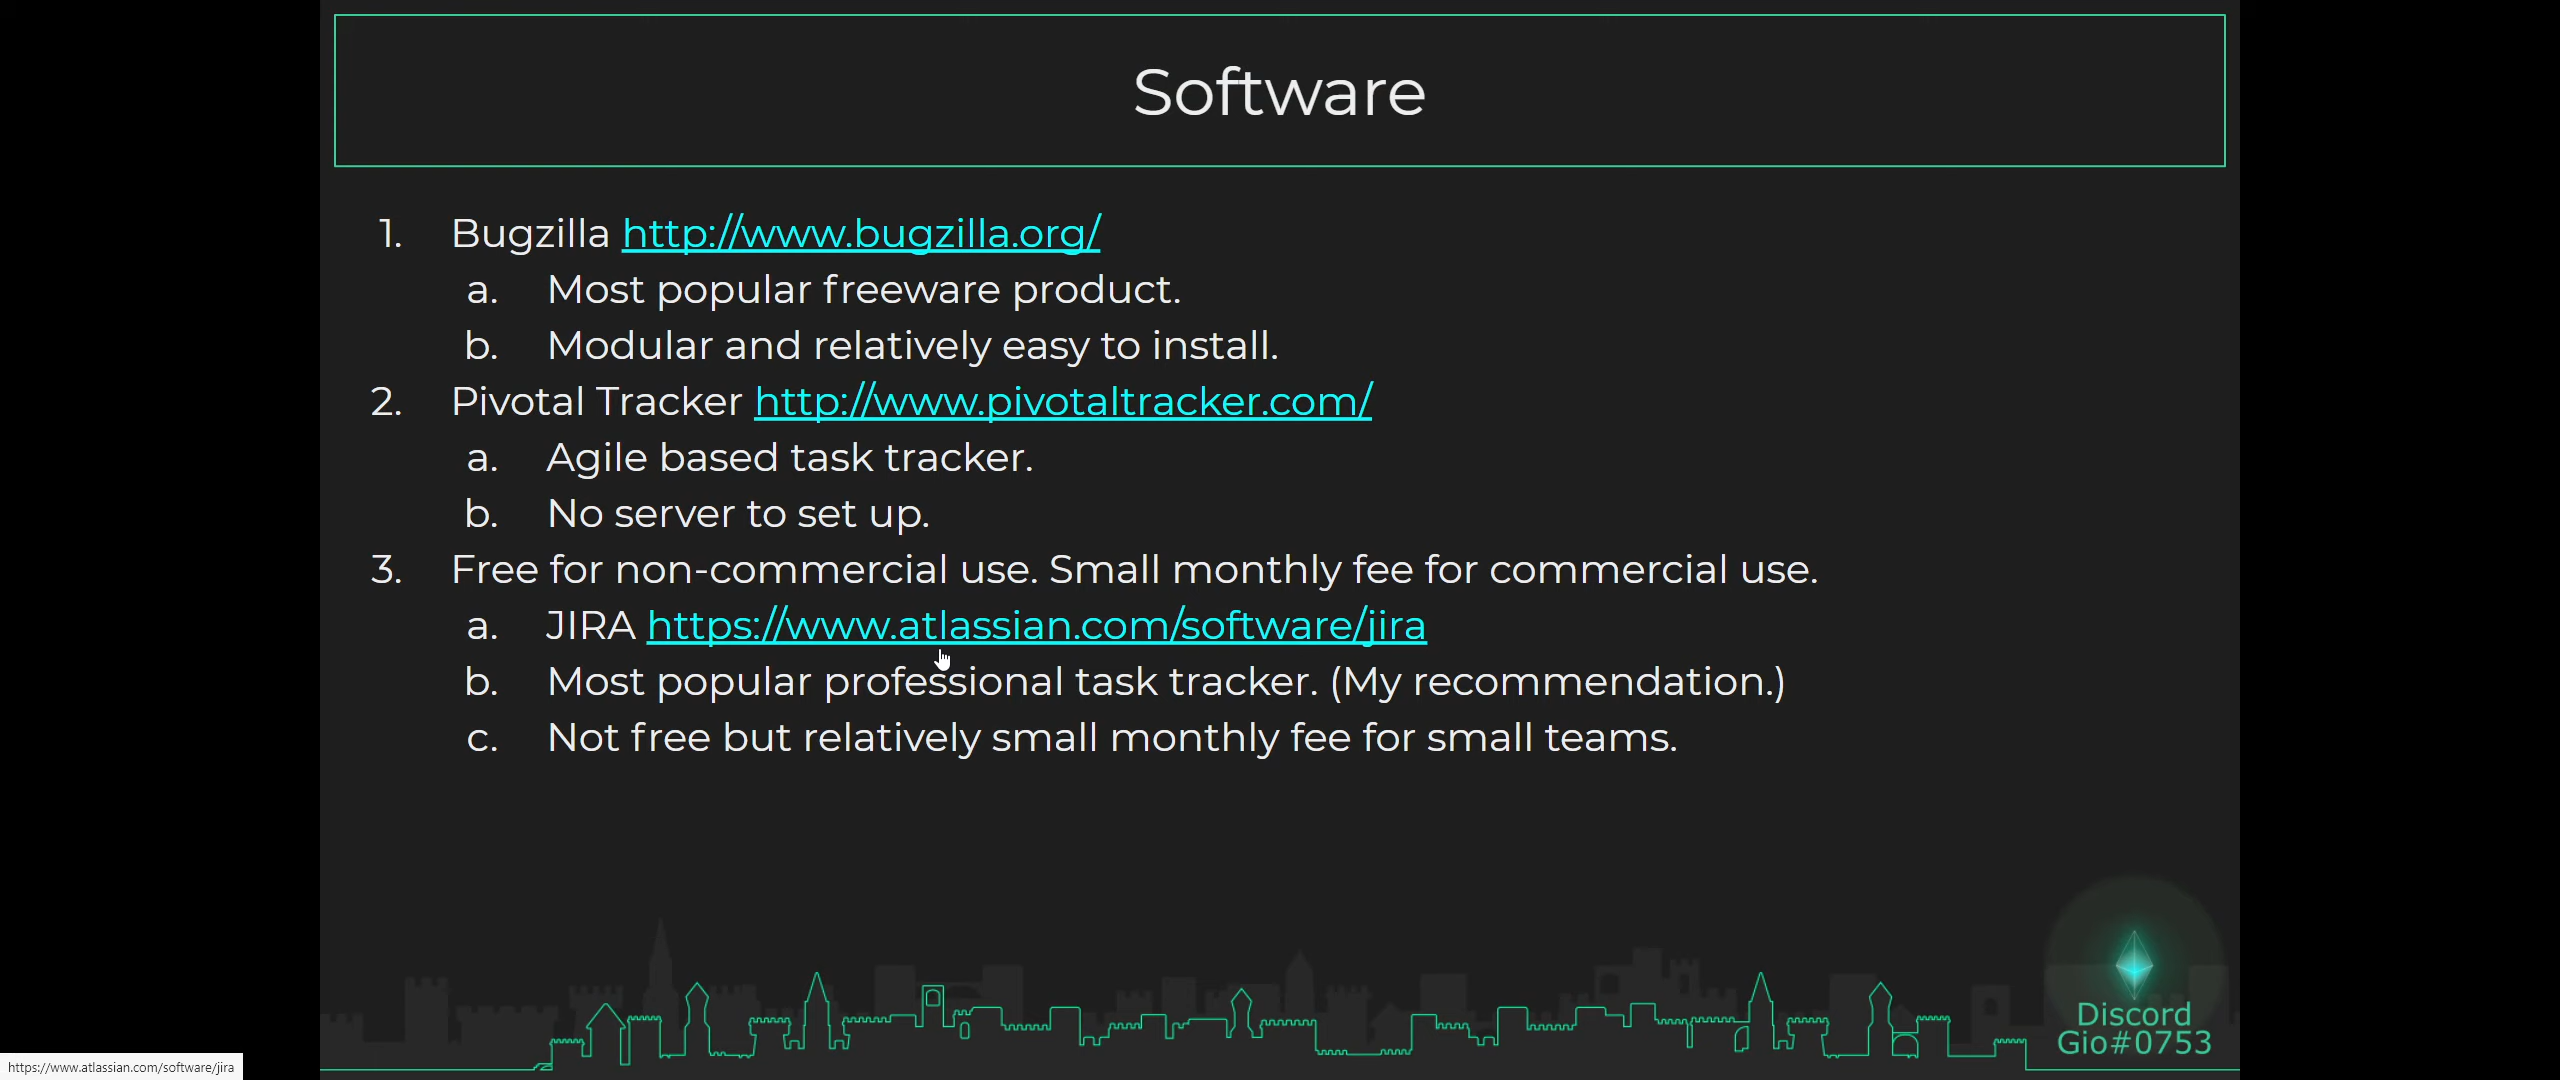 Software
1. Bugzilla http://www.bugzilla.org/
a. Most popular freeware product.
b. Modular and relatively easy to install.
2. Pivotal Tracker http://www.pivotaltracker.com/
a. Agile based task tracker.
b. No server to set up.
3. Free for non-commercial use. Small monthly fee for commercial use.
a. JIRA https://www.atlassian.com/software/jira
b. Most popular professional task tracker. (My recommendation.)
c. Not free but relatively small monthly fee for small teams.
Discord
Gio#0753
https://www.atlassian.com/software/jira